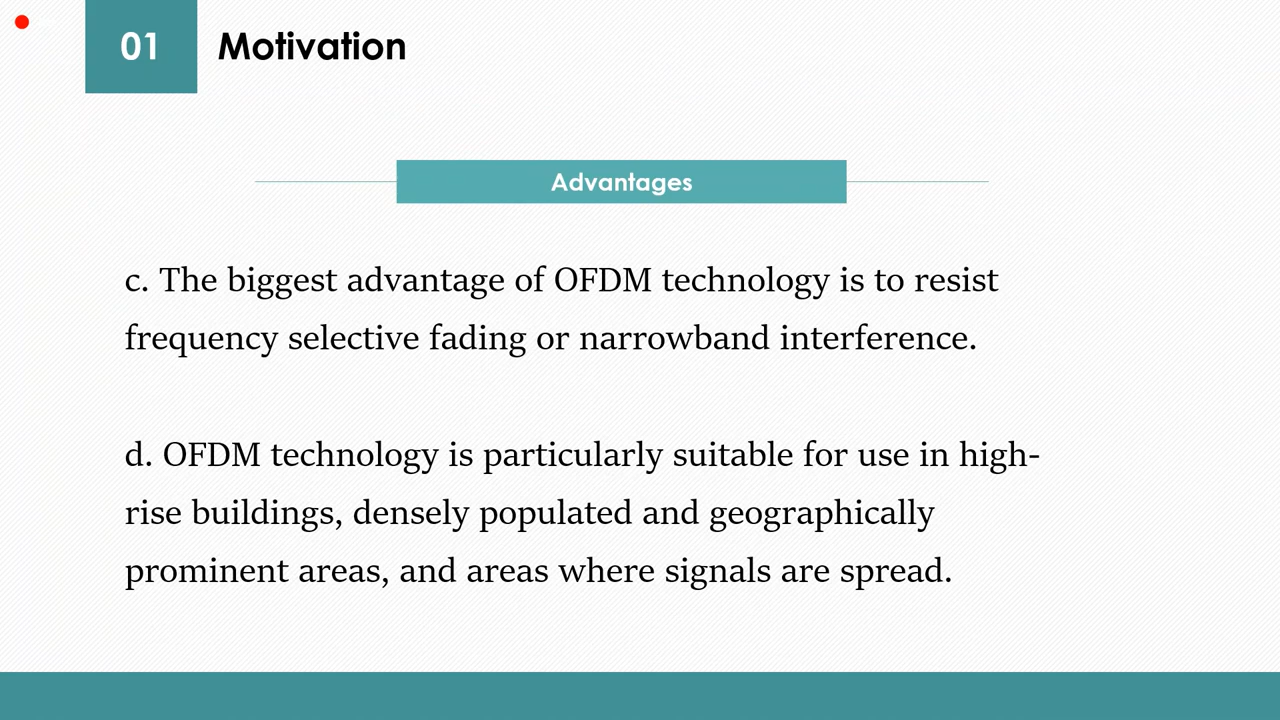 01 Motivation
Advantages
c. The biggest advantage of OFDM technology is to resist
frequency selective fading or narrowband interference.
d. OFDM technology is particularly suitable for use in high-
rise buildings, densely populated and geographically
prominent areas, and areas where signals are spread.